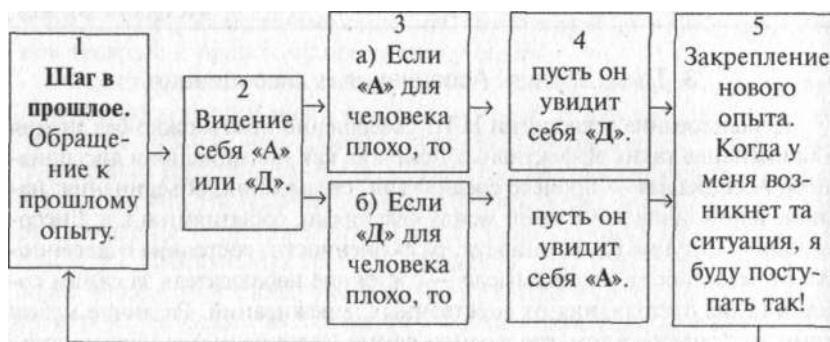 1
Шаг в
прошлое.
Обраще-
ние к
прошлому
опыту.
2
Видение
себя «А»
или «Д».
3
а) Если
«А» для
человека
плохо, то
б) Если
«Д» для
человека
плохо, то
4
пусть он
увидит
себя «Д».
пусть он
увидит
себя «А».
5
Закрепление
нового
опыта.
Когда у
меня воз-
никнет та
ситуация, я
буду посту-
пать так!